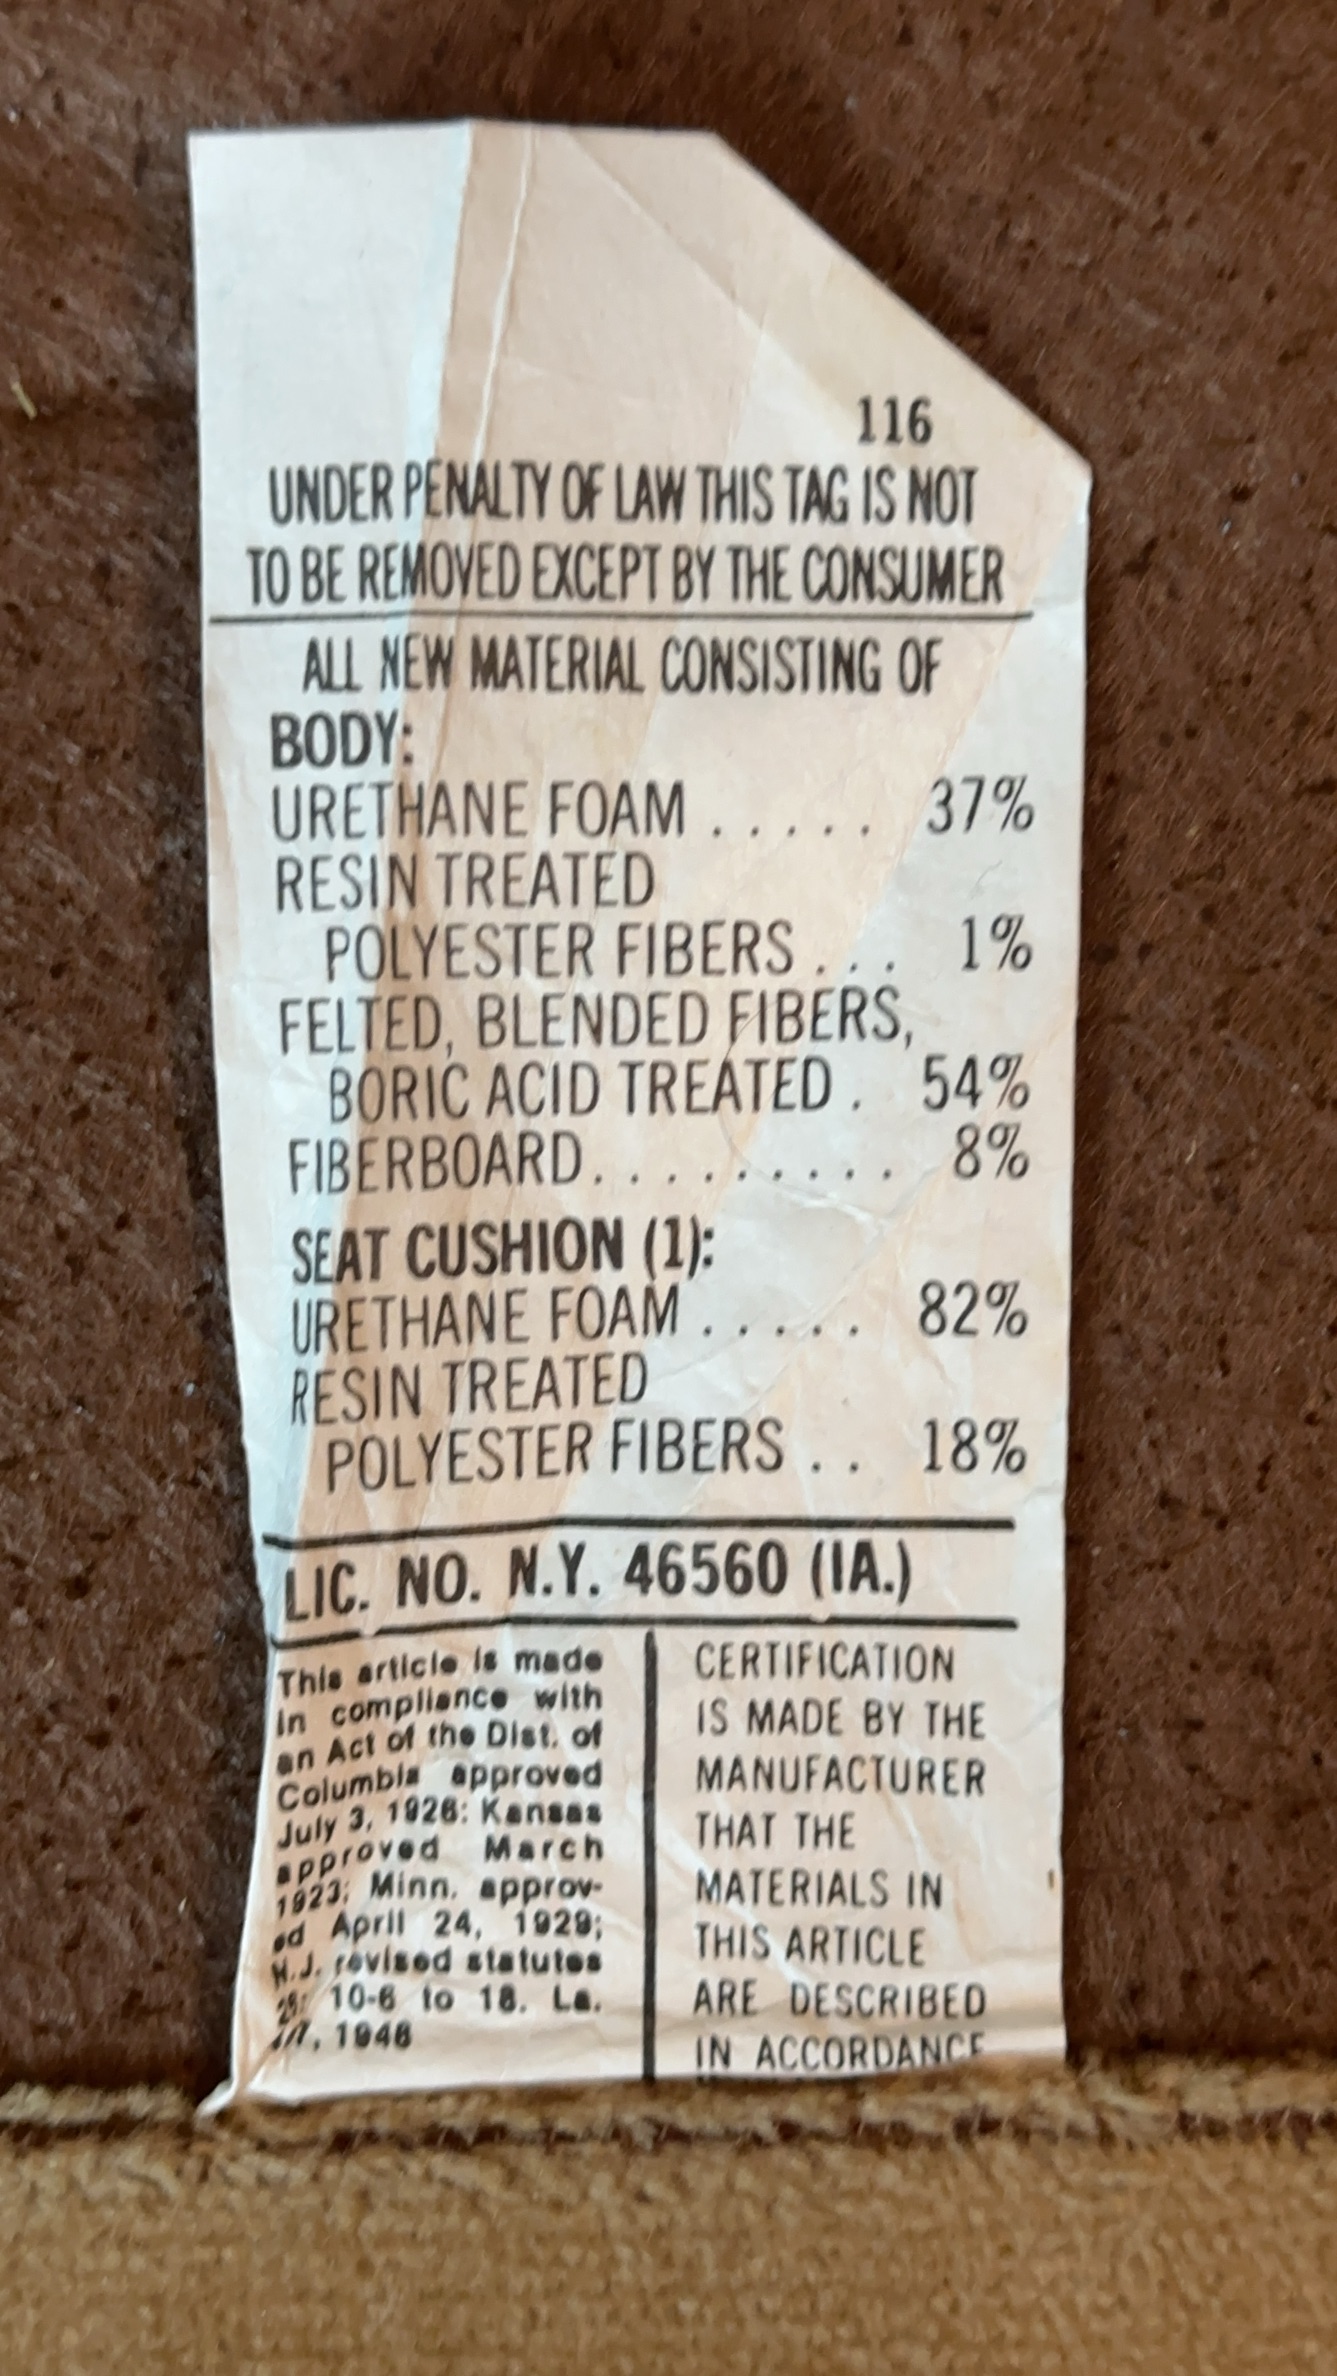 116
UNDER PENALTY OF LAW THIS TAG IS NOT
TO BE REMOVED EXCEPT BY THE CONSUMER
ALL NEW MATERIAL CONSISTING OF
BODY:
URETHANE FOAM . . . . . 37%
RESIN TREATED
POLYESTER FIBERS . . . 1%
FELTED, BLENDED FIBERS,
BORIC ACID TREATED . 54%
FIBERBOARD. . . . . . . . . 8%
SEAT CUSHION (1):
URETHANE FOAM . . . . . 82%
RESIN TREATED
POLYESTER FIBERS . . 18%
LIC. NO. N.Y. 46560 (IA.)
This article is made
in compliance with
an Act of the Dist. of
Columbia approved
July 3, 1926: Kansas
approved March
1923; Minn. approv-
ed April 24, 1929;
N.J. revised statutes
26: 10-6 to 18. La.
1948
CERTIFICATION
IS MADE BY THE
MANUFACTURER
THAT THE
MATERIALS IN
THIS ARTICLE
ARE DESCRIBED
IN ACCORDANCE